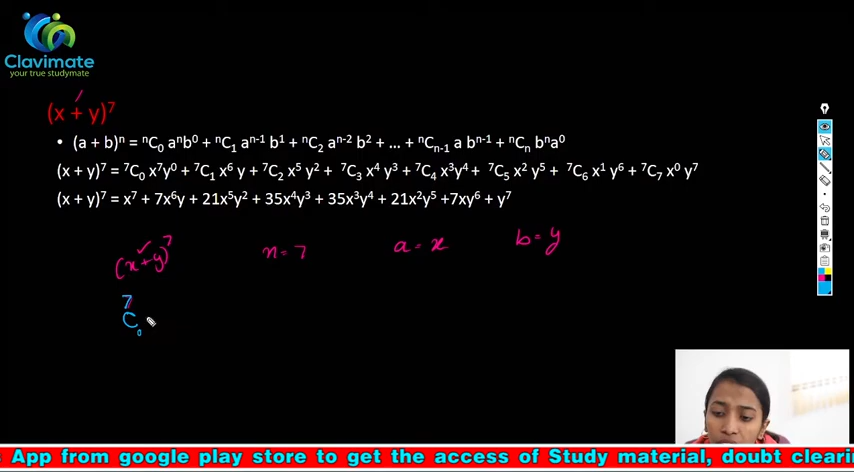 Clavimate
your true studymate
(x + y)⁷
• (a + b)ⁿ = ⁿC₀ aⁿb⁰ + ⁿC₁ aⁿ⁻¹ b¹ + ⁿC₂ aⁿ⁻² b² + ... + ⁿCₙ₋₁ a bⁿ⁻¹ + ⁿCₙ bⁿa⁰
(x + y)⁷ = ⁷C₀ x⁷y⁰ + ⁷C₁ x⁶ y + ⁷C₂ x⁵ y² + ⁷C₃ x⁴ y³ + ⁷C₄ x³y⁴ + ⁷C₅ x² y⁵ + ⁷C₆ x¹ y⁶ + ⁷C₇ x⁰ y⁷
(x + y)⁷ = x⁷ + 7x⁶y + 21x⁵y² + 35x⁴y³ + 35x³y⁴ + 21x²y⁵ +7xy⁶ + y⁷
(x+y)⁷ n = 7 a = x b = y
⁷C₀
s App from google play store to get the access of Study material, doubt clearin